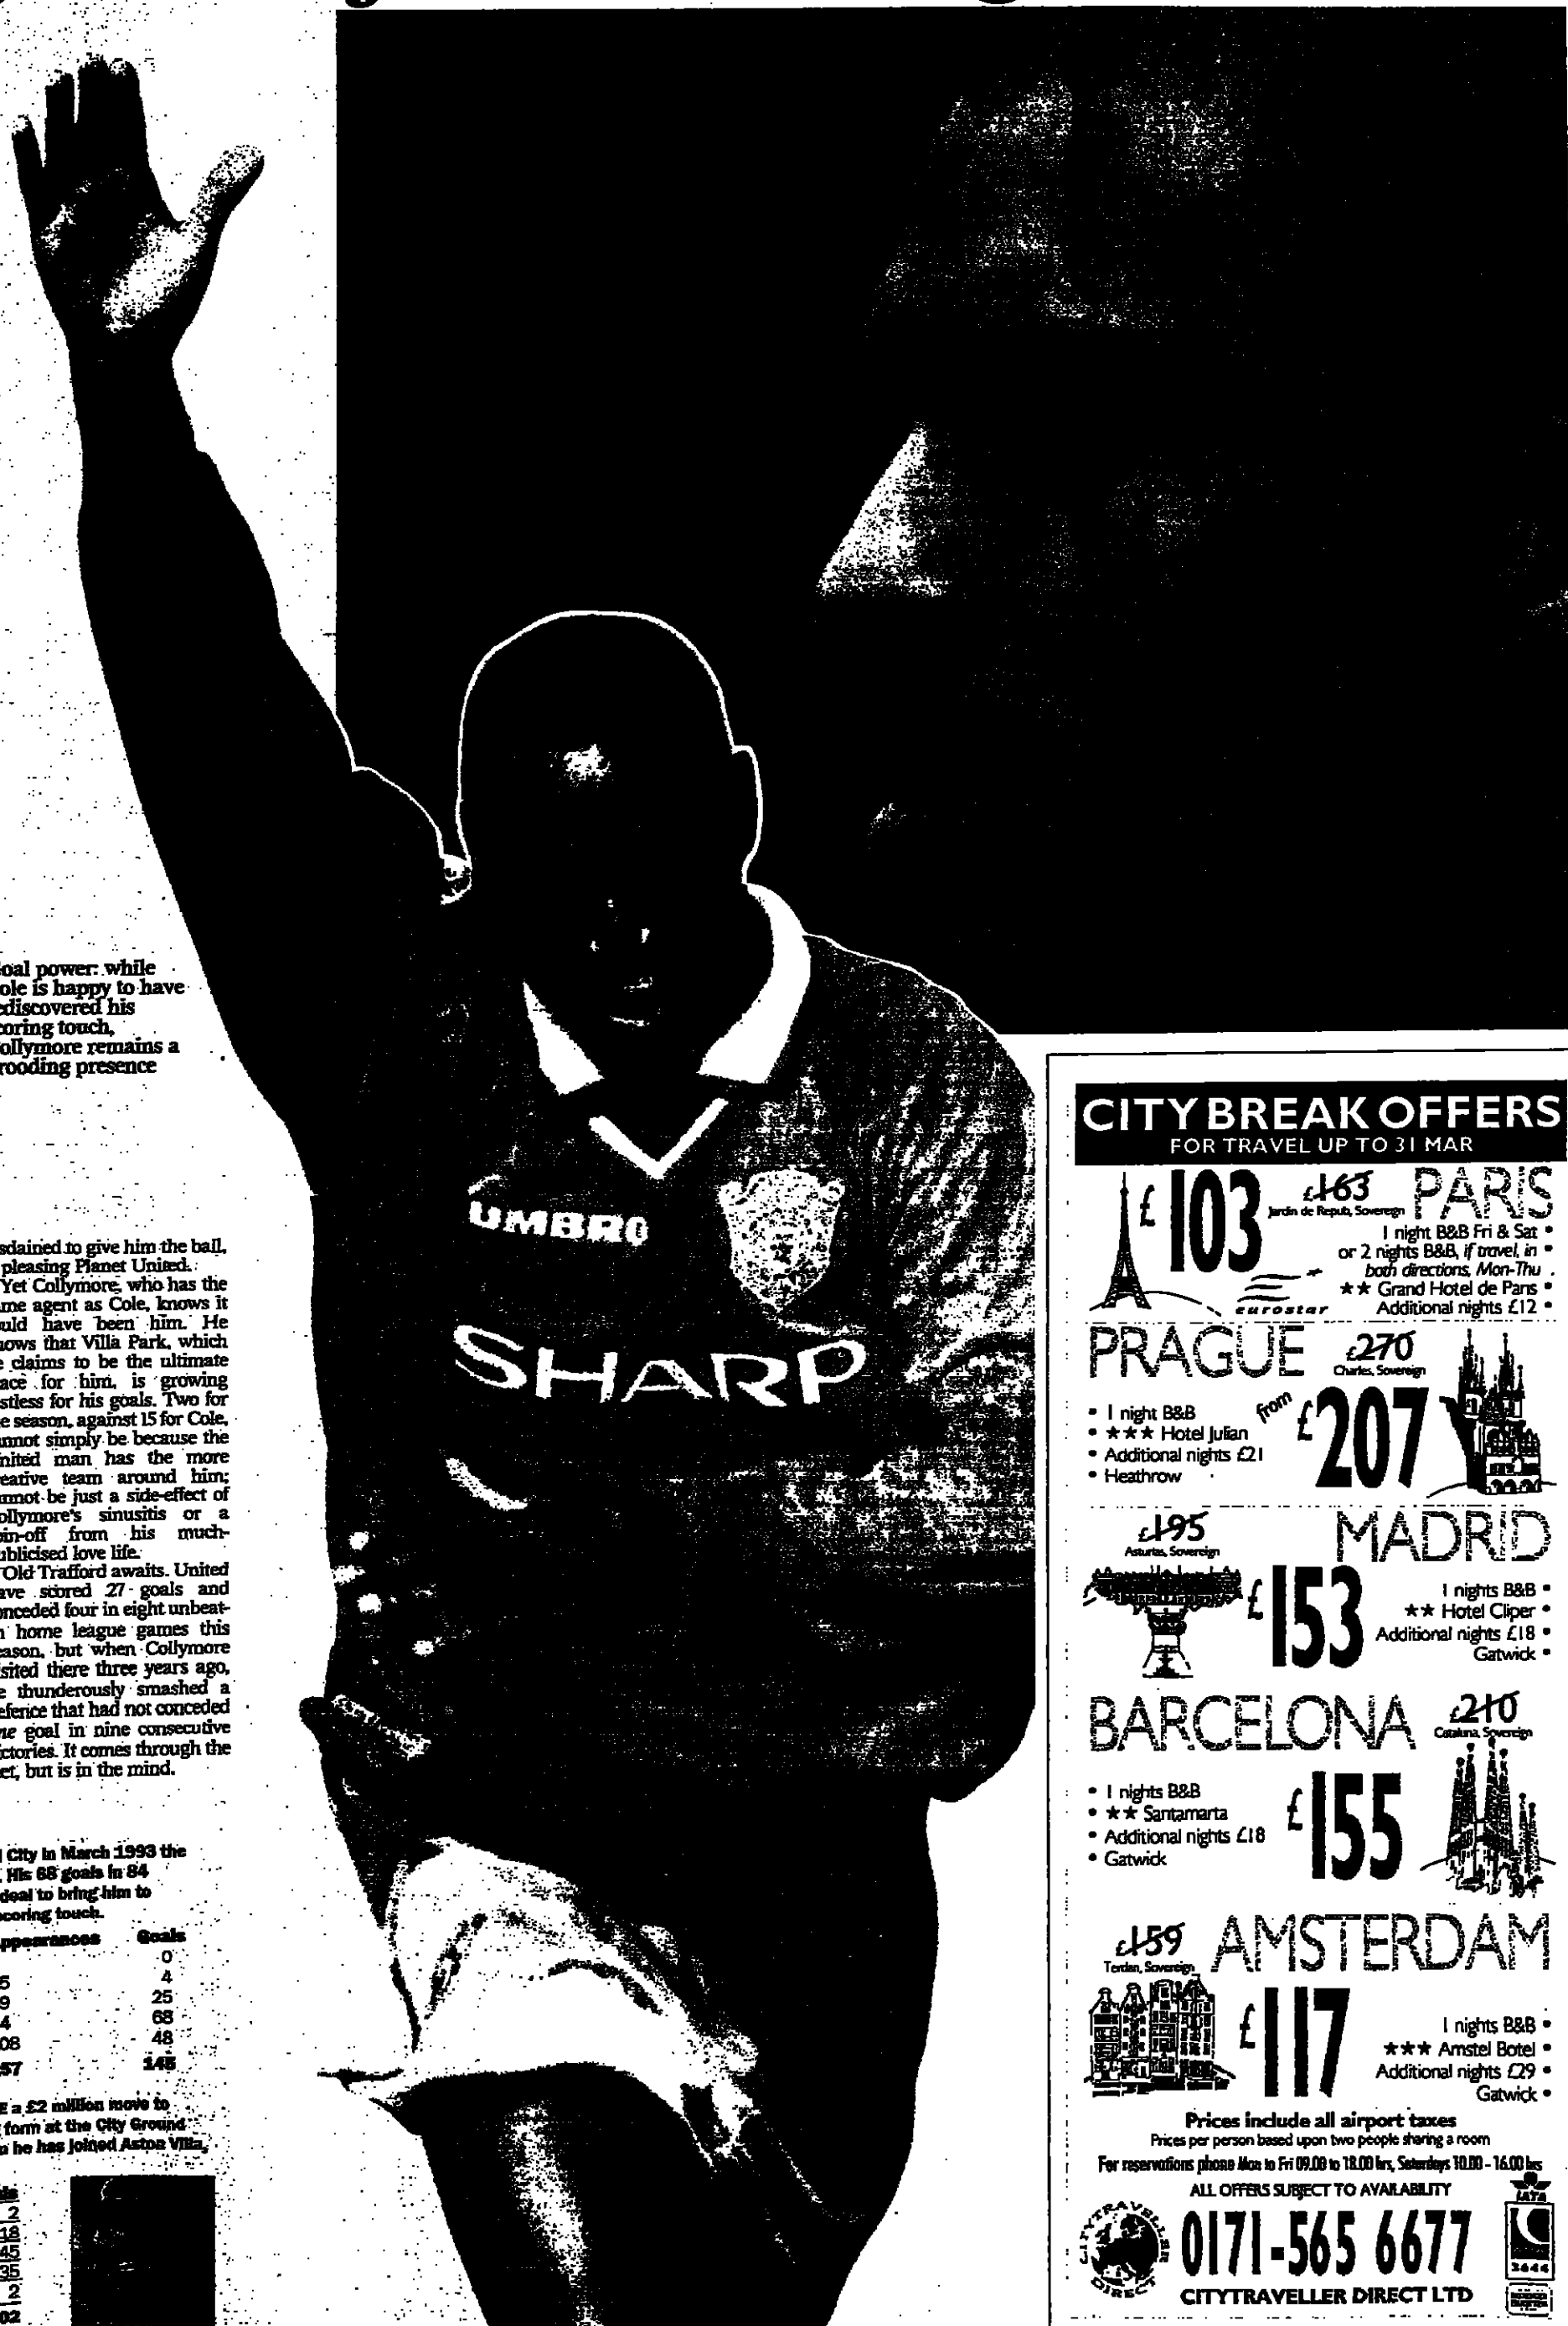 oal power: while
ole is happy to have
ediscovered his
coring touch,
ollymore remains a
rooding presence
sdained to give him the ball,
pleasing Planet United.
Yet Collymore, who has the
me agent as Cole, knows it
uld have been him. He
nows that Villa Park, which
e claims to be the ultimate
ace for him, is growing
stless for his goals. Two for
e season, against 15 for Cole,
nnot simply be because the
nited man has the more
eative team around him;
nnot be just a side-effect of
ollymore's sinusitis or a
in-off from his much-
ublicised love life.
Old Trafford awaits. United
ave scored 27 goals and
onceded four in eight unbeat-
n home league games this
eason, but when Collymore
sited there three years ago,
e thunderously smashed a
efence that had not conceded
ne goal in nine consecutive
ctories. It comes through the
et, but is in the mind.
City in March 1993 the
His 68 goals in 84
deal to bring him to
scoring touch.
ppearances Goals
0
5 4
9 25
4 68
08 48
57 145
E a £2 million move to
form at the City Ground
n he has joined Aston Villa,
ls
2
18
45
35
2
02
UMBRO
SHARP
CITY BREAK OFFERS
FOR TRAVEL UP TO 31 MAR
£103 £163 PARIS
Jardin de Repub, Sovereign
1 night B&B Fri & Sat •
or 2 nights B&B, if travel, in •
both directions, Mon-Thu
★★ Grand Hotel de Paris •
eurostar
Additional nights £12 •
PRAGUE £270
Charles, Sovereign
• 1 night B&B
• ★★★ Hotel Julian
• Additional nights £21
• Heathrow
from £207
£195 MADRID
Asturias, Sovereign
£153
1 nights B&B •
★★ Hotel Cliper •
Additional nights £18 •
Gatwick •
BARCELONA £210
Cataluna, Sovereign
• 1 nights B&B
• ★★ Santamarta
• Additional nights £18
• Gatwick
£155
£159 AMSTERDAM
Terdan, Sovereign
£117
1 nights B&B •
★★★ Amstel Botel •
Additional nights £29 •
Gatwick •
Prices include all airport taxes
Prices per person based upon two people sharing a room
For reservations phone Mon to Fri 09.00 to 18.00 hrs, Saturdays 10.00 - 16.00 hrs
ALL OFFERS SUBJECT TO AVAILABILITY
CITYTRAVELLER DIRECT
0171-565 6677
CITYTRAVELLER DIRECT LTD
IATA